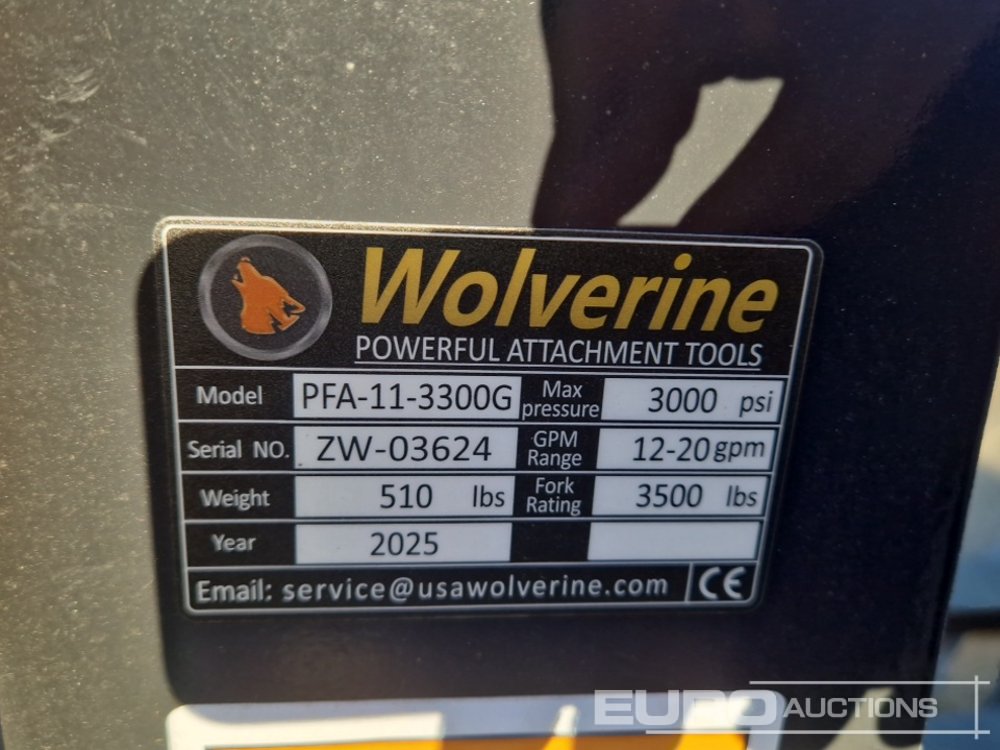 Wolverine
POWERFUL ATTACHMENT TOOLS
Model PFA-11-3300G Max pressure 3000 psi
Serial NO. ZW-03624 GPM Range 12-20 gpm
Weight 510 lbs Fork Rating 3500 lbs
Year 2025
Email: service@usawolverine.com CE
EURO AUCTIONS